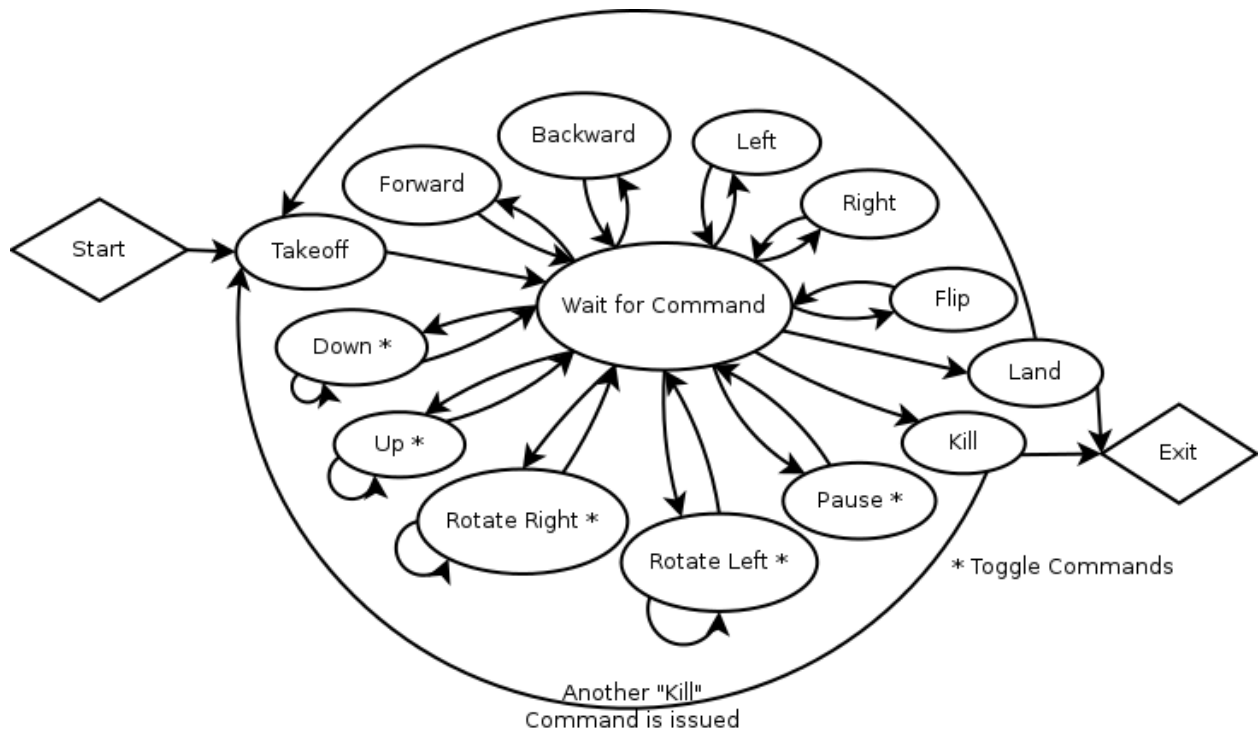 Backward
Left
Forward
Right
Start
Takeoff
Wait for Command
Flip
Down *
Land
Up *
Kill
Exit
Pause *
Rotate Right *
Rotate Left *
* Toggle Commands
Another "Kill"
Command is issued